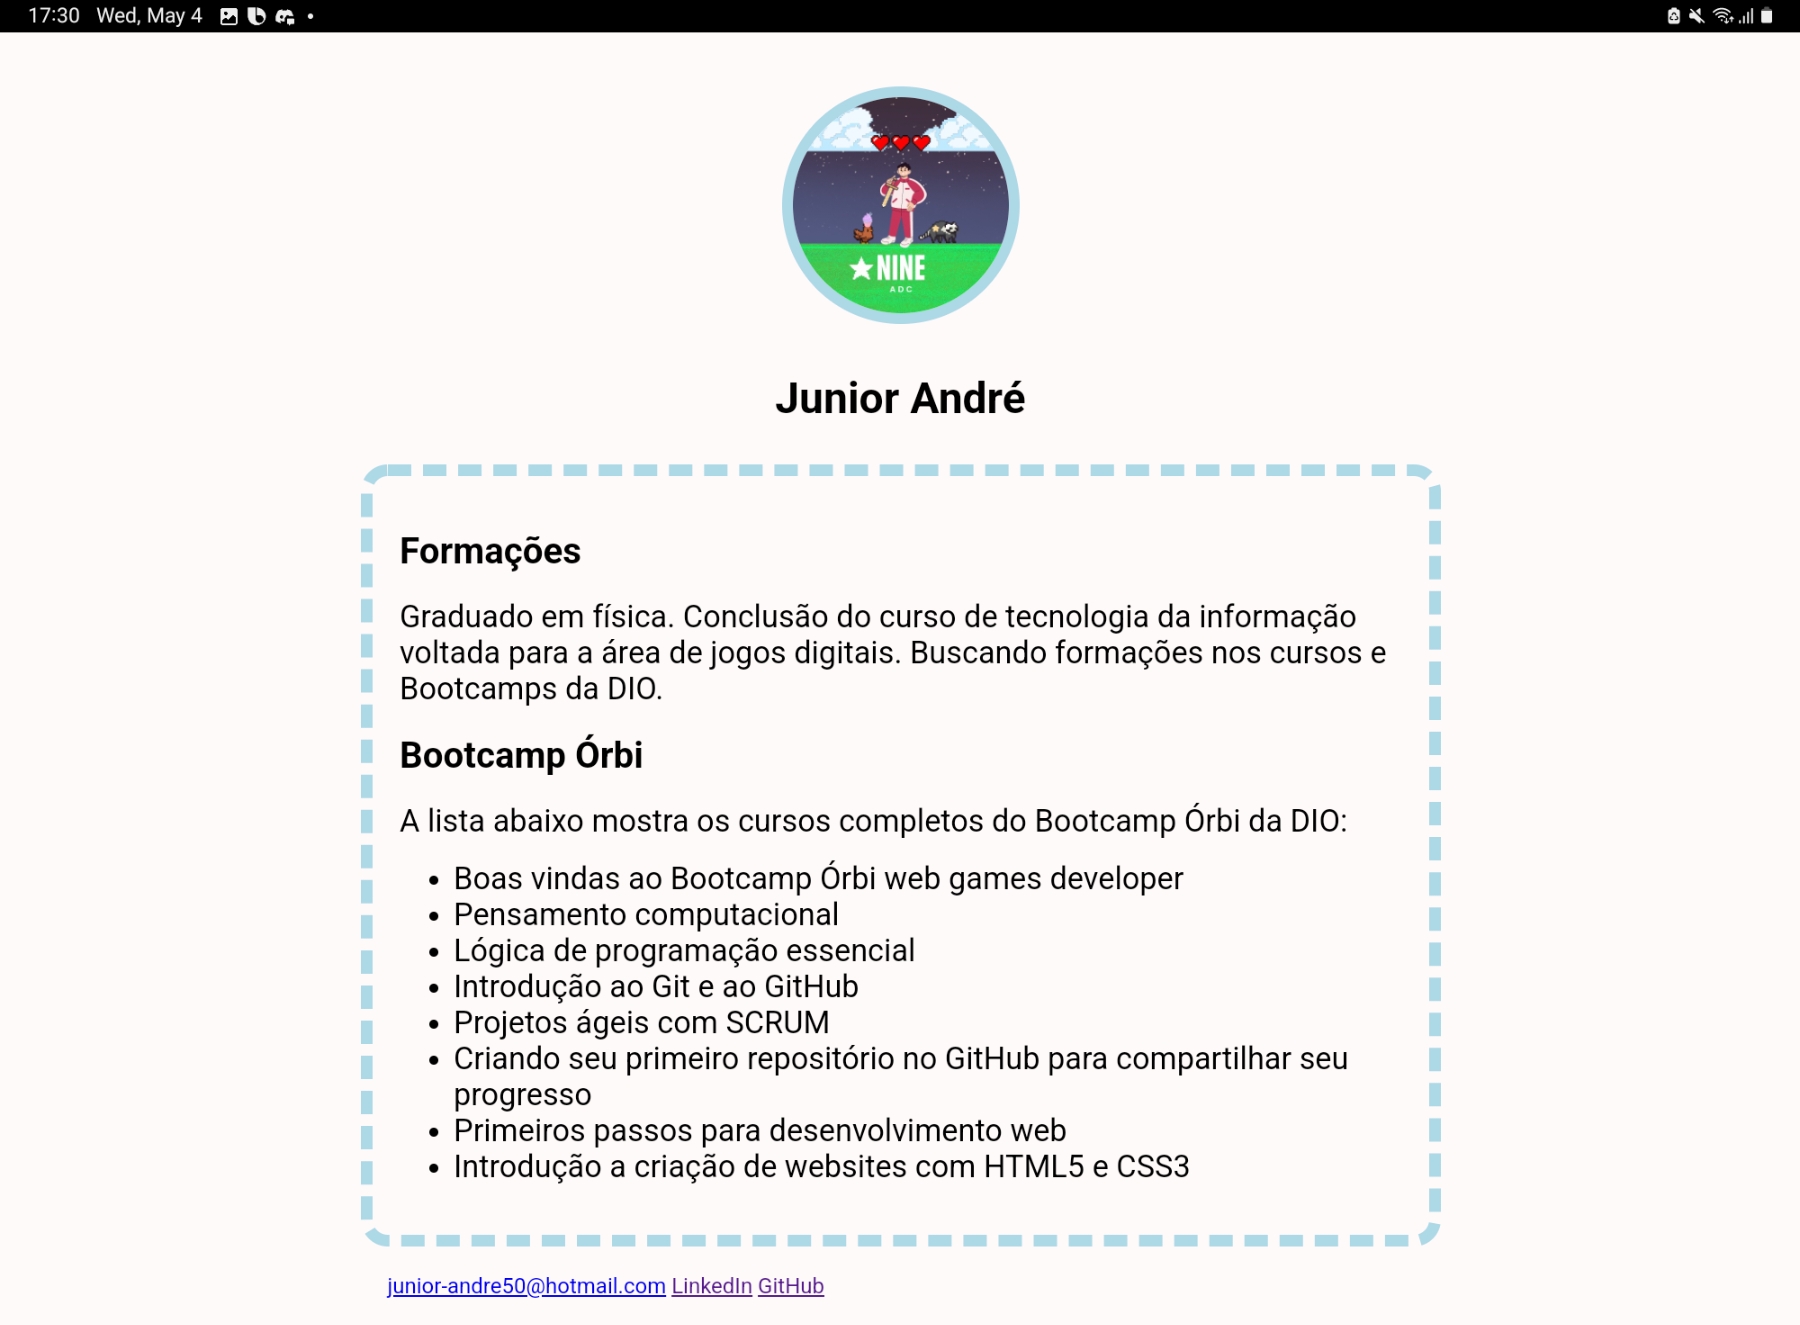 17:30 Wed, May 4
NINE
ADC
Junior André
Formações
Graduado em física. Conclusão do curso de tecnologia da informação
voltada para a área de jogos digitais. Buscando formações nos cursos e
Bootcamps da DIO.
Bootcamp Órbi
A lista abaixo mostra os cursos completos do Bootcamp Órbi da DIO:
• Boas vindas ao Bootcamp Órbi web games developer
• Pensamento computacional
• Lógica de programação essencial
• Introdução ao Git e ao GitHub
• Projetos ágeis com SCRUM
• Criando seu primeiro repositório no GitHub para compartilhar seu
progresso
• Primeiros passos para desenvolvimento web
• Introdução a criação de websites com HTML5 e CSS3
junior-andre50@hotmail.com LinkedIn GitHub